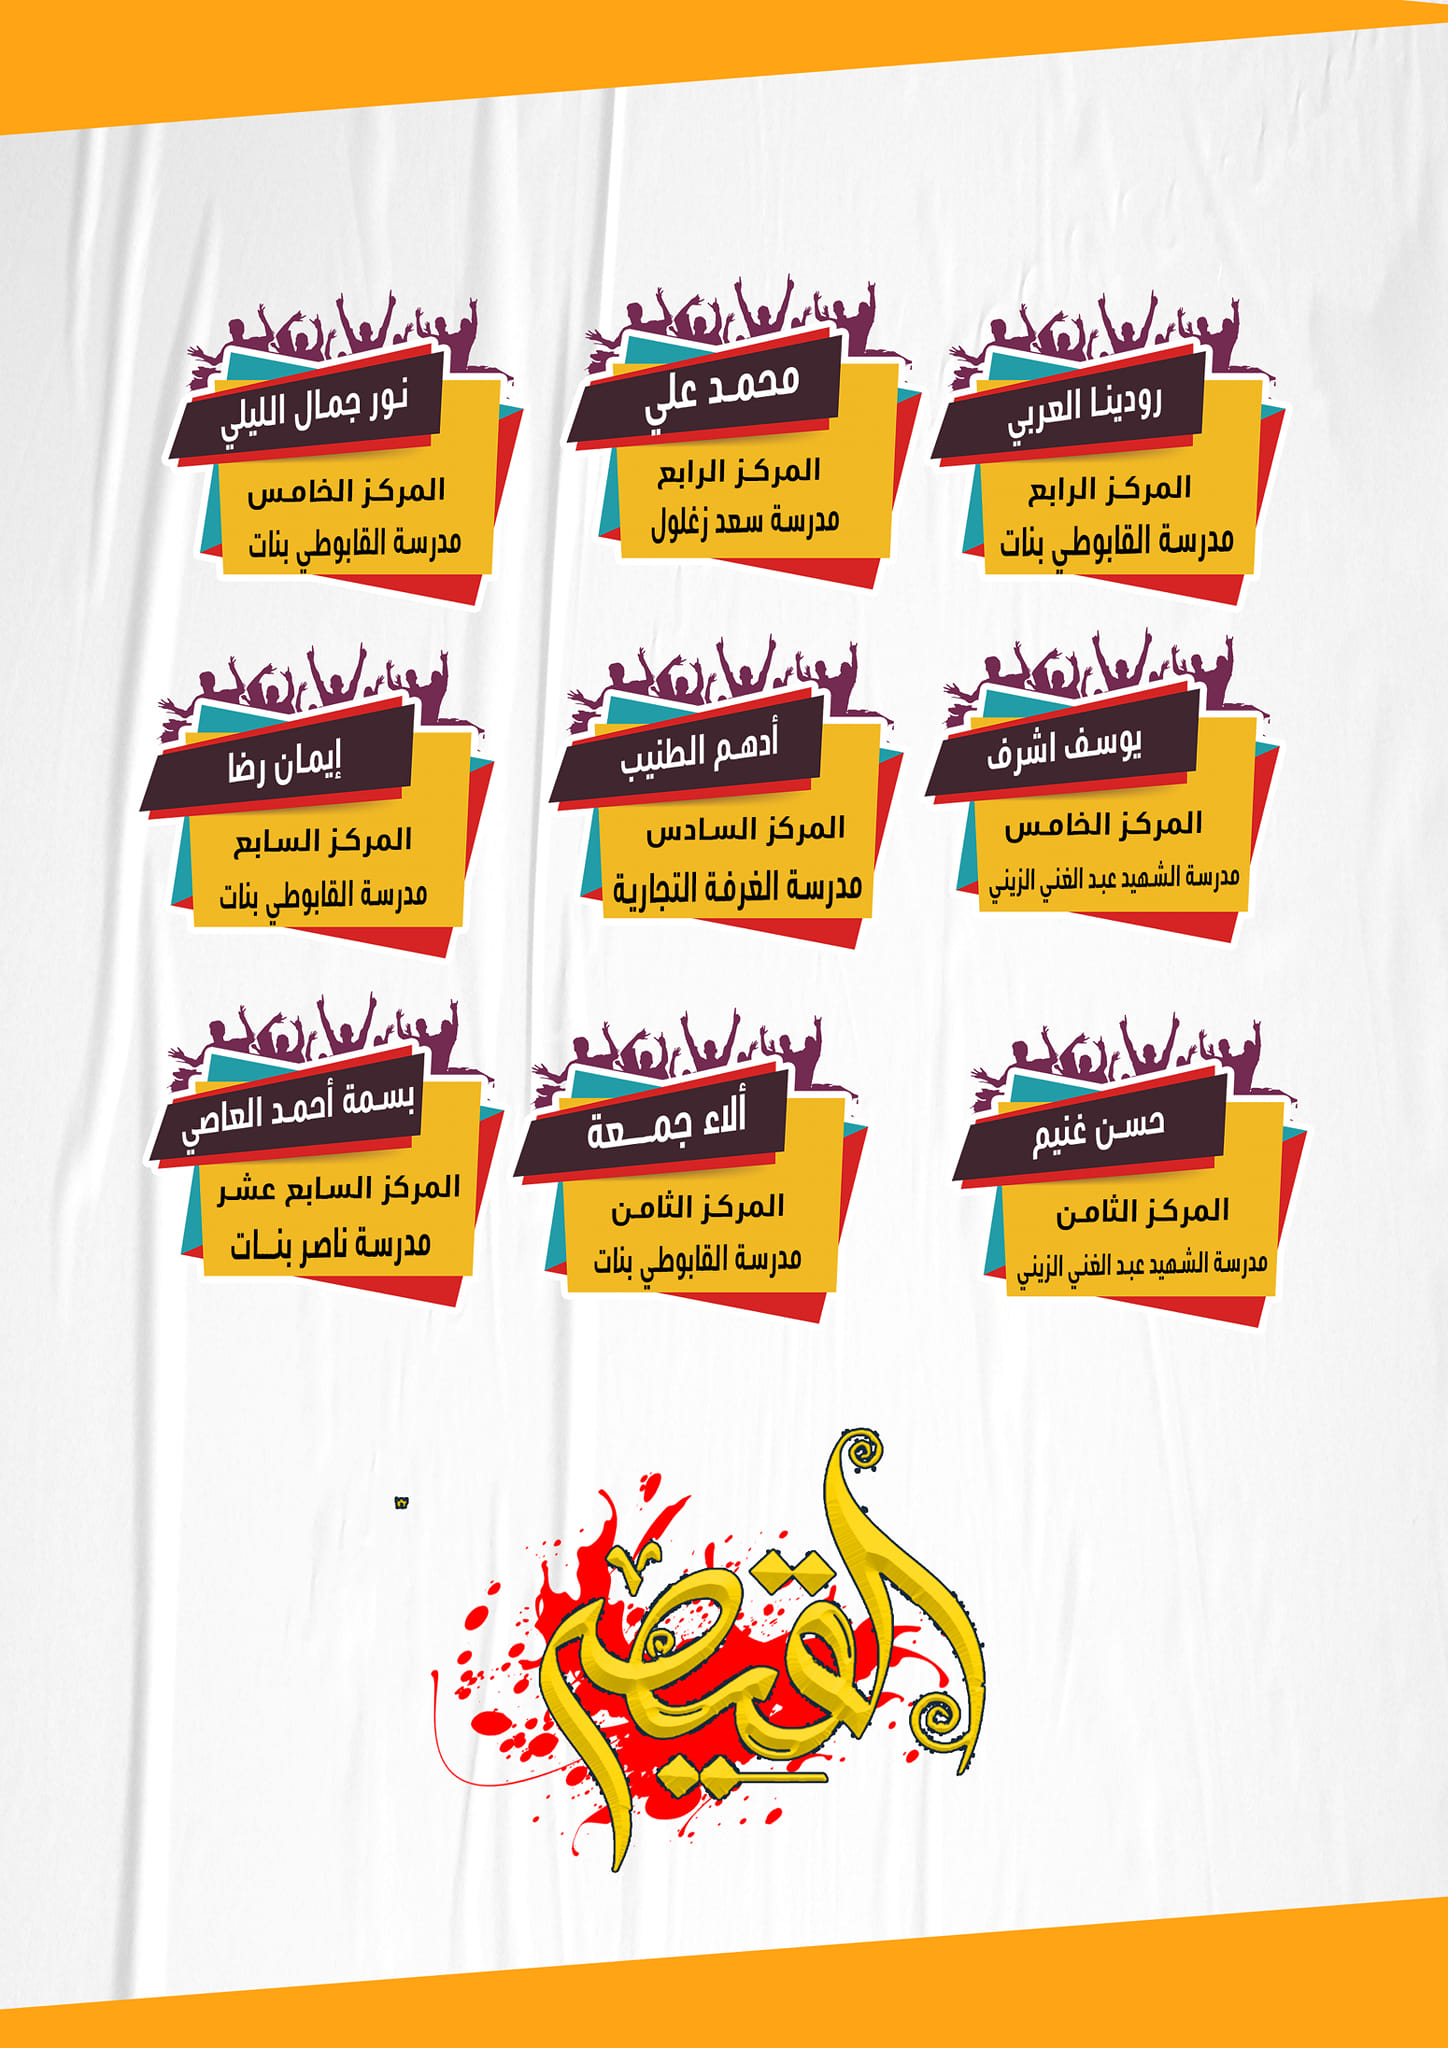 رودينا العربي
المركز الرابع
مدرسة القابوطي بنات
محمد علي
المركز الرابع
مدرسة سعد زغلول
نور جمال الليلي
المركز الخامس
مدرسة القابوطي بنات
يوسف اشرف
المركز الخامس
مدرسة الشهيد عبد الغني الزيني
أدهم الطنيب
المركز السادس
مدرسة الغرفة التجارية
إيمان رضا
المركز السابع
مدرسة القابوطي بنات
حسن غنيم
المركز الثامن
مدرسة الشهيد عبد الغني الزيني
ألاء جمـــعة
المركز الثامن
مدرسة القابوطي بنات
بسمة أحمد العاصي
المركز السابع عشر
مدرسة ناصر بنــات